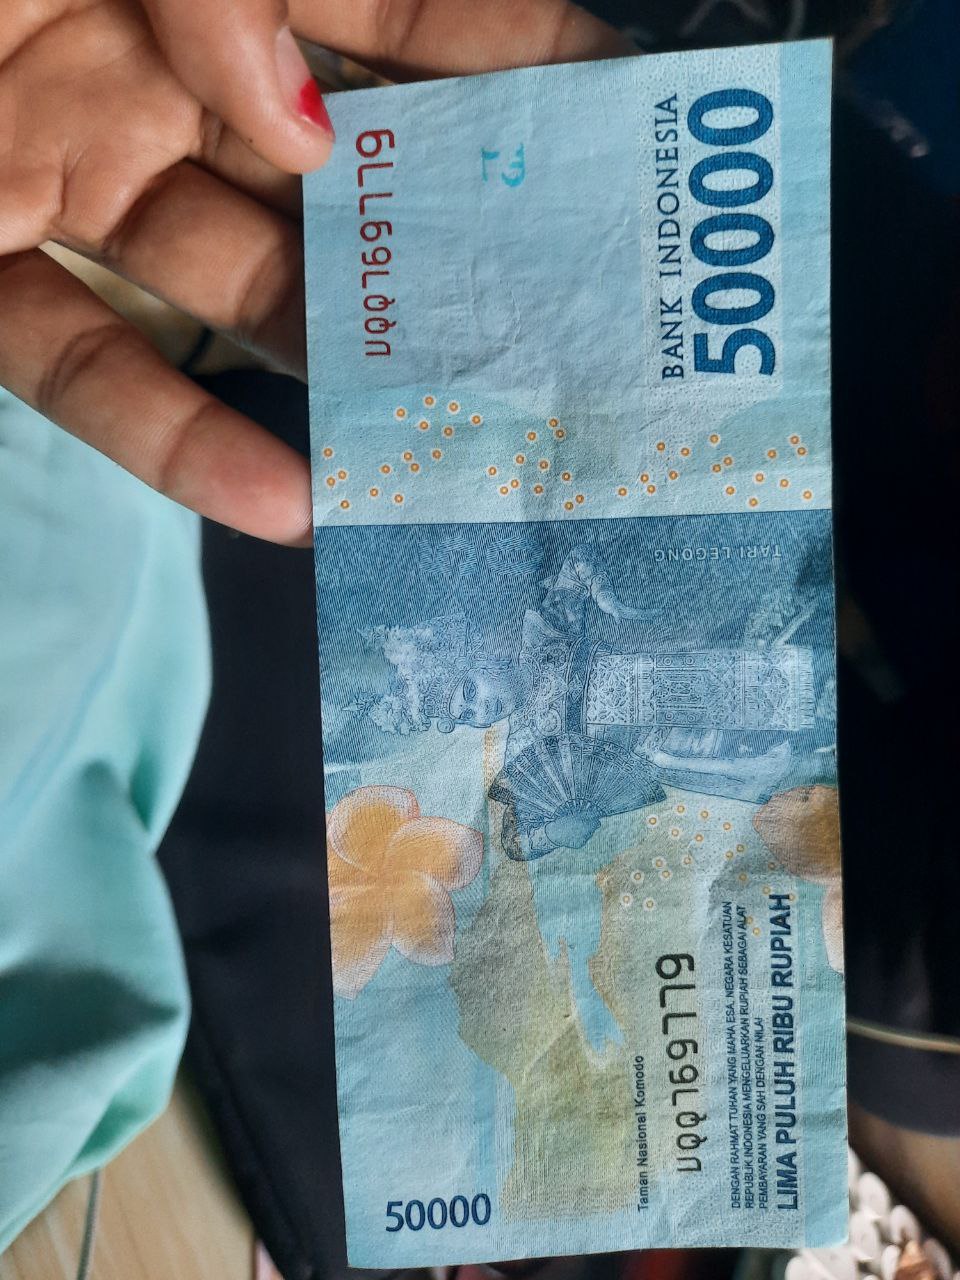 50000
Taman Nasional Komodo
UQQ769779
DENGAN RAHMAT TUHAN YANG MAHA ESA, NEGARA KESATUAN
REPUBLIK INDONESIA MENGELUARKAN RUPIAH SEBAGAI ALAT
PEMBAYARAN YANG SAH DENGAN NILAI
LIMA PULUH RIBU RUPIAH
TARI LEGONG
UQQ769779
BANK INDONESIA
50000